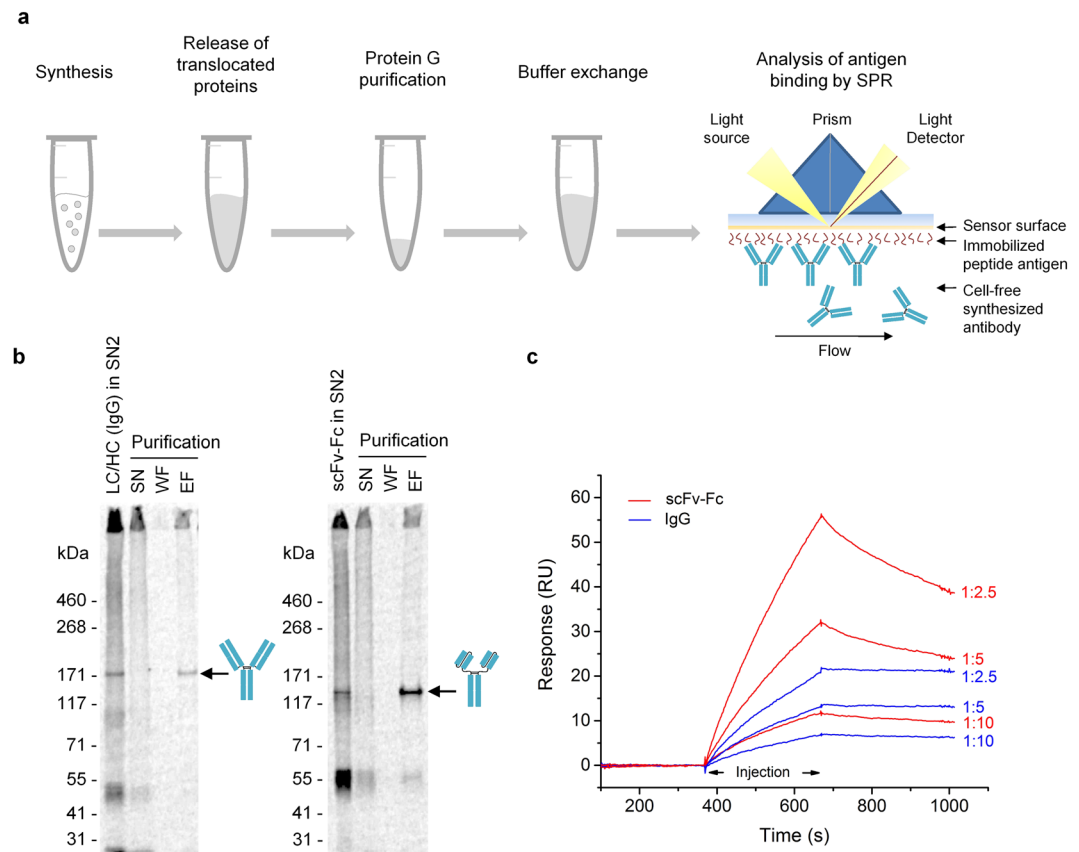 a
Synthesis
Release of
translocated
proteins
Protein G
purification
Buffer exchange
Analysis of antigen
binding by SPR
Light
source
Prism
Light
Detector
Sensor surface
Immobilized
peptide antigen
Cell-free
synthesized
antibody
Flow
b
LC/HC (IgG) in SN2
Purification
SN
WF
EF
kDa
460 -
268 -
171 -
117 -
71 -
55 -
41 -
31 -
scFv-Fc in SN2
Purification
SN
WF
EF
kDa
460 -
268 -
171 -
117 -
71 -
55 -
41 -
31 -
c
Response (RU)
60
50
40
30
20
10
0
scFv-Fc
IgG
1:2.5
1:5
1:2.5
1:5
1:10
1:10
Injection
200
400
600
800
1000
Time (s)